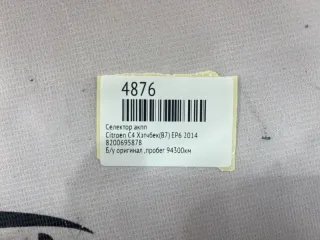 4876
Селектор акпп
Citroen C4 Хэтчбек(B7) EP6 2014
8200695878
Б/у оригинал ,пробег 94300км